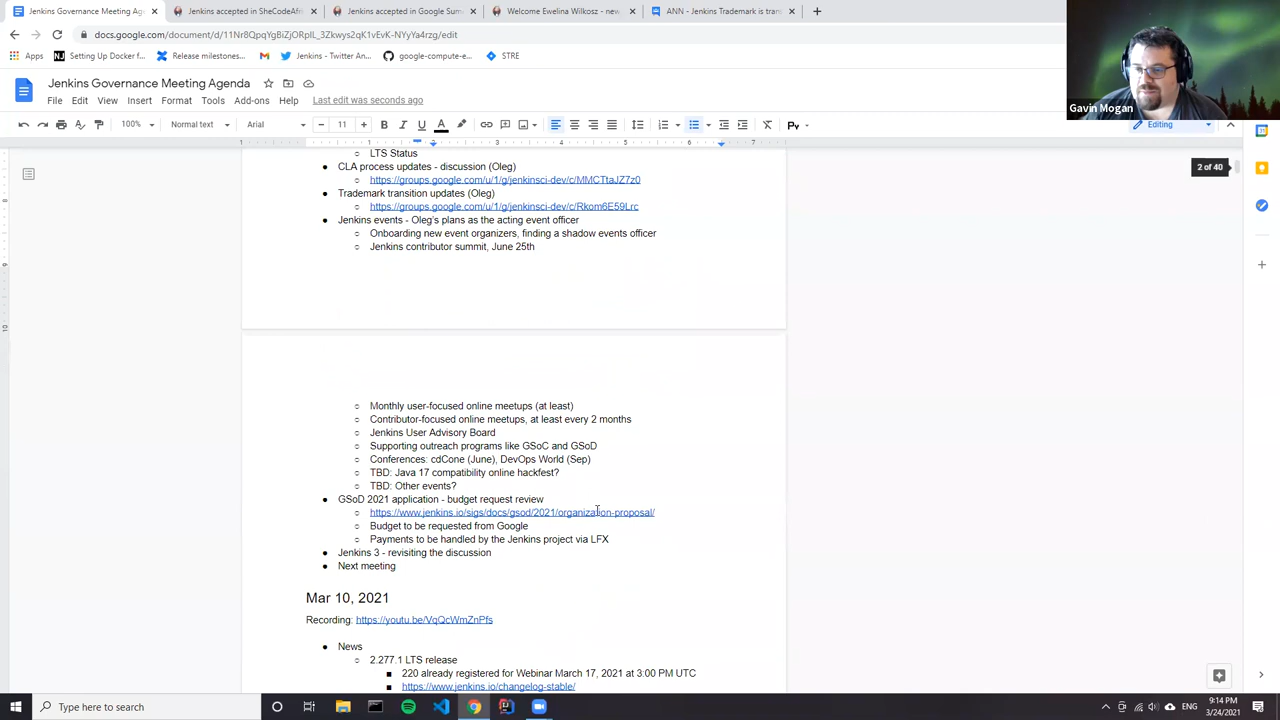 Jenkins Governance Meeting Ag
Jenkins accepted in SheCodeAfri
Jenkins accepted in Google Sum
Welcome Ewelina Wilkosz - new
ANN - Jenkins Trademark is tran
docs.google.com/document/d/11Nr8QpqYgBiZjORpIL_3Zkwys2qK1vEvK-NYyYa4rzg/edit
Apps
Setting Up Docker f...
Release milestones...
Jenkins - Twitter An...
google-compute-e...
STRE
Gavin Mogan
Jenkins Governance Meeting Agenda
File Edit View Insert Format Tools Add-ons Help Last edit was seconds ago
100% Normal text Arial 11 Editing
2 of 40
LTS Status
CLA process updates - discussion (Oleg)
https://groups.google.com/u/1/g/jenkinsci-dev/c/MMCTtaJZ7z0
Trademark transition updates (Oleg)
https://groups.google.com/u/1/g/jenkinsci-dev/c/Rkom6E59Lrc
Jenkins events - Oleg's plans as the acting event officer
Onboarding new event organizers, finding a shadow events officer
Jenkins contributor summit, June 25th
Monthly user-focused online meetups (at least)
Contributor-focused online meetups, at least every 2 months
Jenkins User Advisory Board
Supporting outreach programs like GSoC and GSoD
Conferences: cdCone (June), DevOps World (Sep)
TBD: Java 17 compatibility online hackfest?
TBD: Other events?
GSoD 2021 application - budget request review
https://www.jenkins.io/sigs/docs/gsod/2021/organization-proposal/
Budget to be requested from Google
Payments to be handled by the Jenkins project via LFX
Jenkins 3 - revisiting the discussion
Next meeting
Mar 10, 2021
Recording: https://youtu.be/VqQcWmZnPfs
News
2.277.1 LTS release
220 already registered for Webinar March 17, 2021 at 3:00 PM UTC
https://www.jenkins.io/changelog-stable/
Type here to search
ENG
9:14 PM
3/24/2021